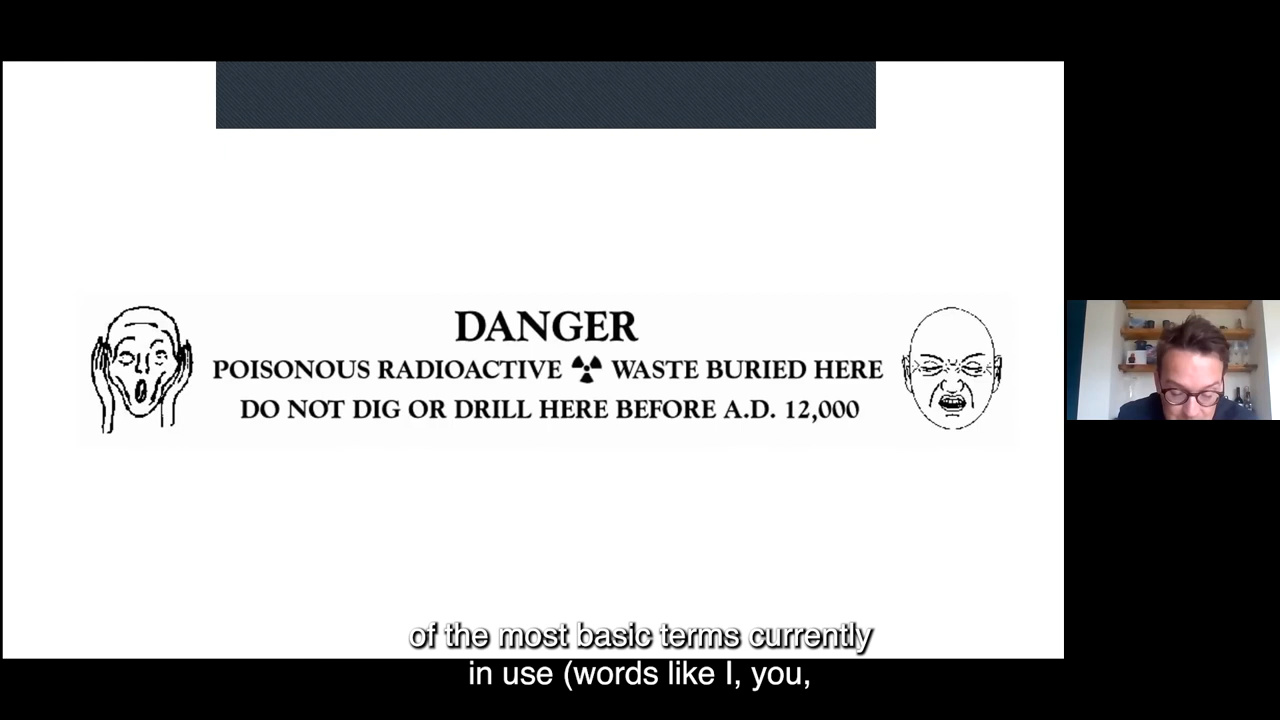 DANGER
POISONOUS RADIOACTIVE WASTE BURIED HERE
DO NOT DIG OR DRILL HERE BEFORE A.D. 12,000
of the most basic terms currently
in use (words like I, you,